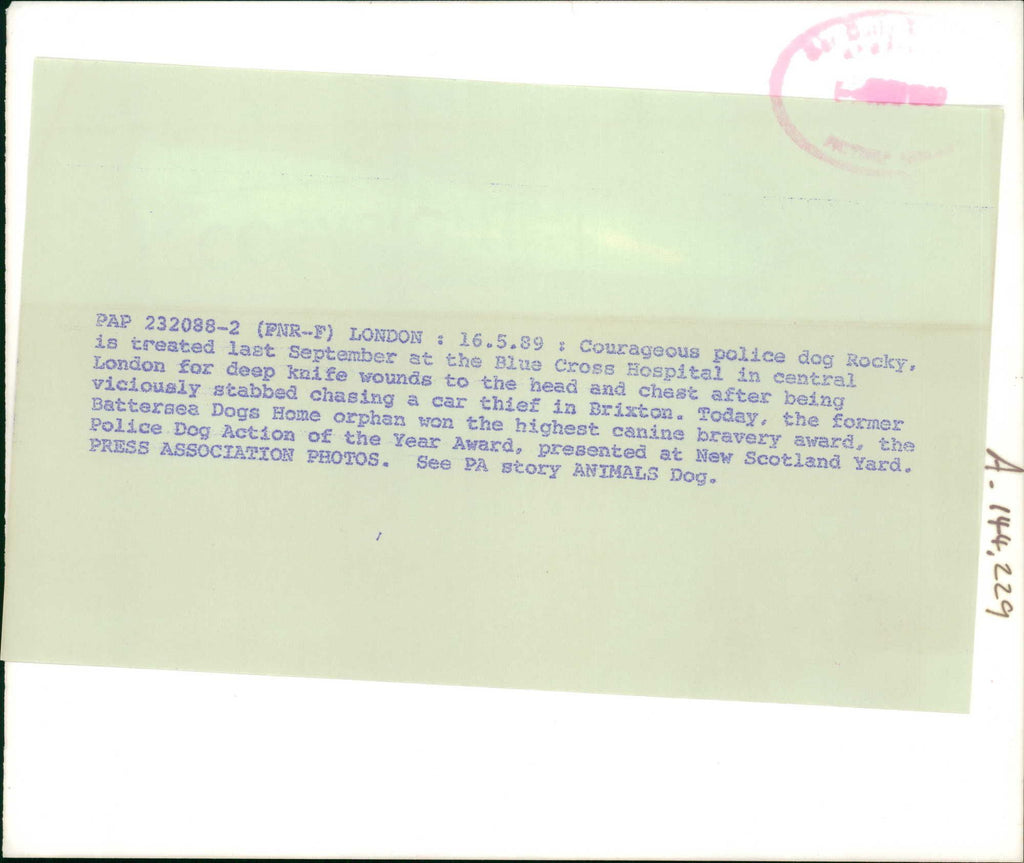 PAP 232088-2 (FNR-F) LONDON : 16.5.89 : Courageous police dog Rocky,
is treated last September at the Blue Cross Hospital in central
London for deep knife wounds to the head and chest after being
viciously stabbed chasing a car thief in Brixton. Today, the former
Battersea Dogs Home orphan won the highest canine bravery award, the
Police Dog Action of the Year Award, presented at New Scotland Yard.
PRESS ASSOCIATION PHOTOS. See PA story ANIMALS Dog.
A. 144,229